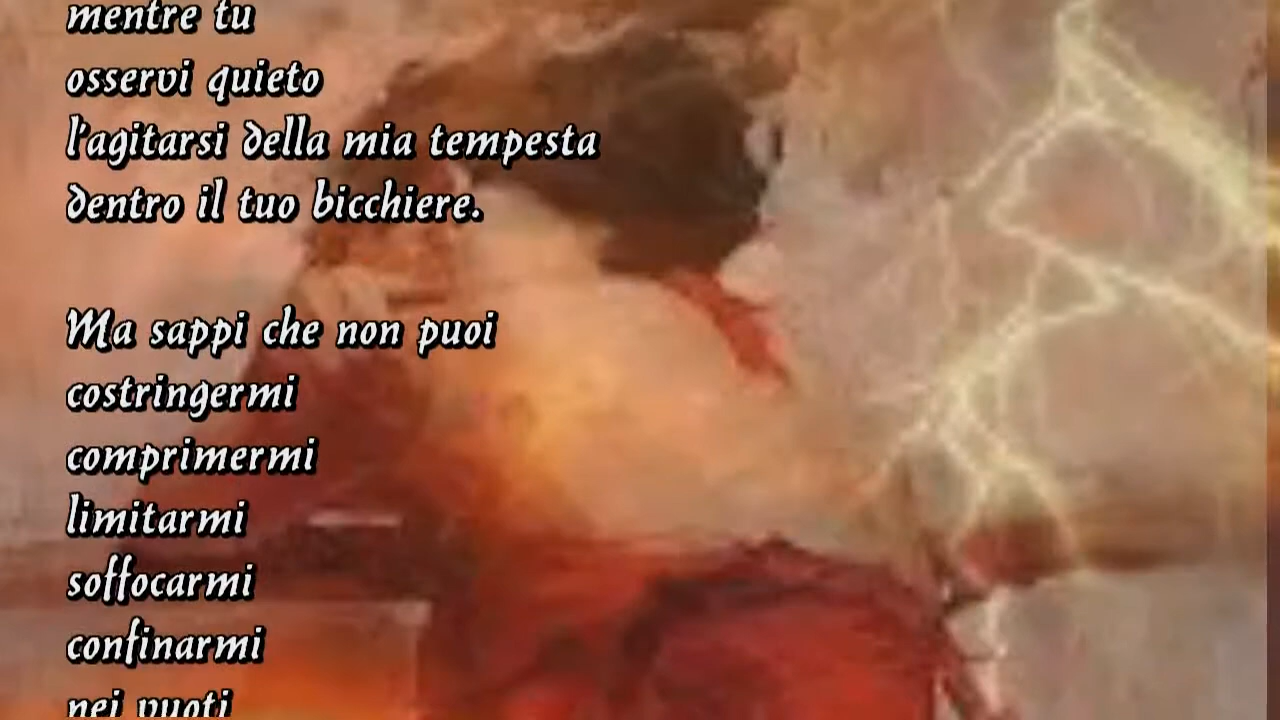 mentre tu
osservi quieto
l'agitarsi della mia tempesta
dentro il tuo bicchiere.
Ma sappi che non puoi
costringermi
comprimermi
limitarmi
soffocarmi
confinarmi
nei vuoti